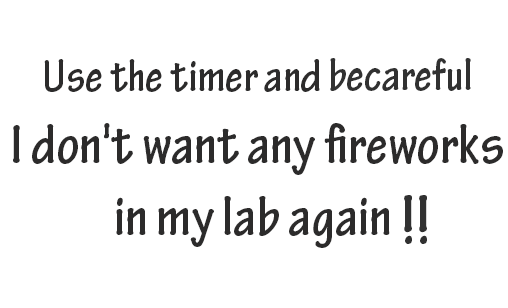 Use the timer and becareful
I don't want any fireworks
in my lab again !!